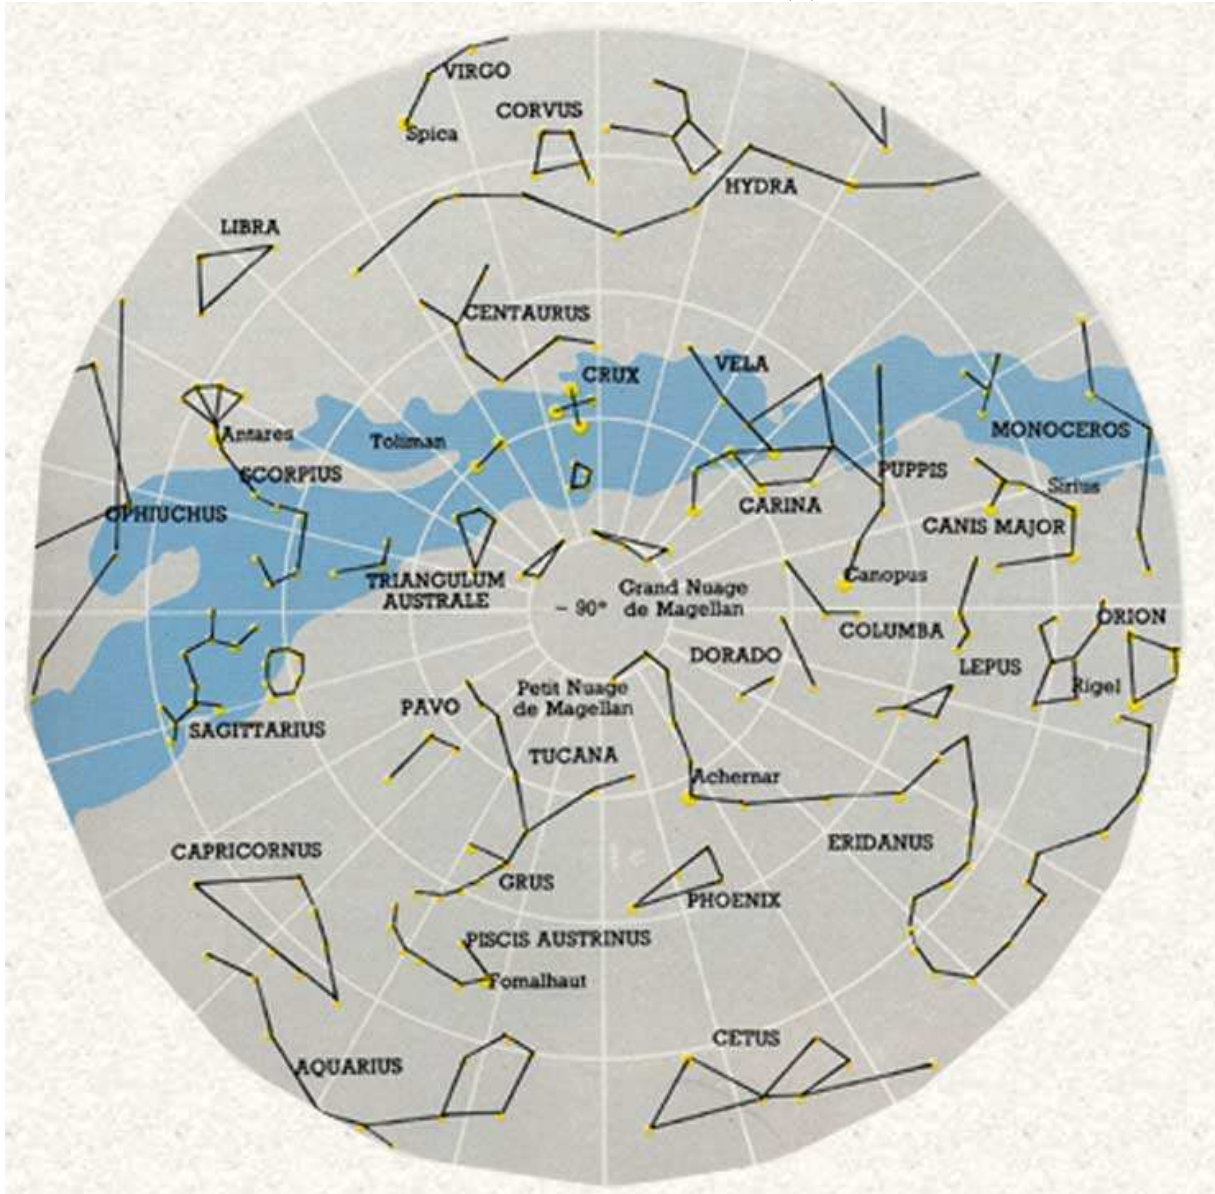 VIRGO
CORVUS
Spica
HYDRA
LIBRA
CENTAURUS
VELA
CRUX
Antares
Toliman
MONOCEROS
SCORPIUS
PUPPIS
Sirius
CARINA
OPHIUCHUS
CANIS MAJOR
TRIANGULUM
AUSTRALE
Canopus
Grand Nuage
de Magellan
- 90°
ORION
COLUMBA
DORADO
LEPUS
Petit Nuage
de Magellan
Rigel
PAVO
SAGITTARIUS
TUCANA
Achernar
ERIDANUS
CAPRICORNUS
GRUS
PHOENIX
PISCIS AUSTRINUS
Fomalhaut
CETUS
AQUARIUS